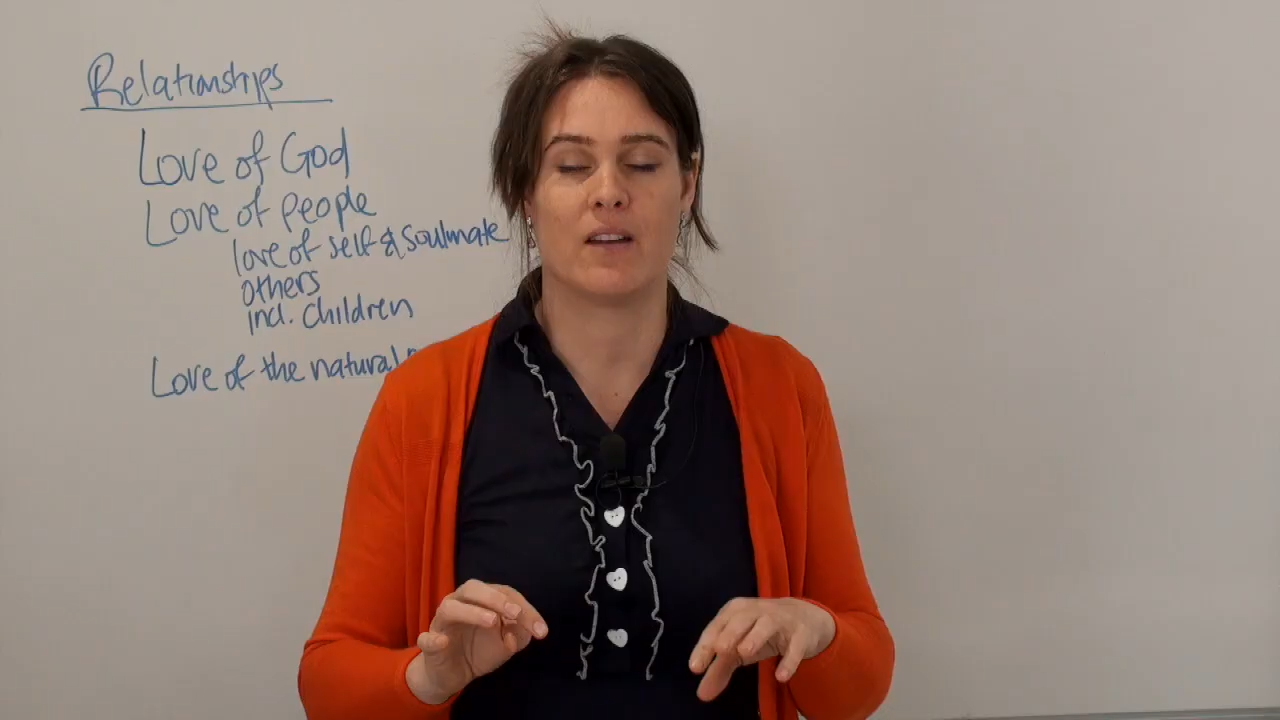 Relationships
Love of God
Love of people
love of self & soulmate
others
incl. children
Love of the natural